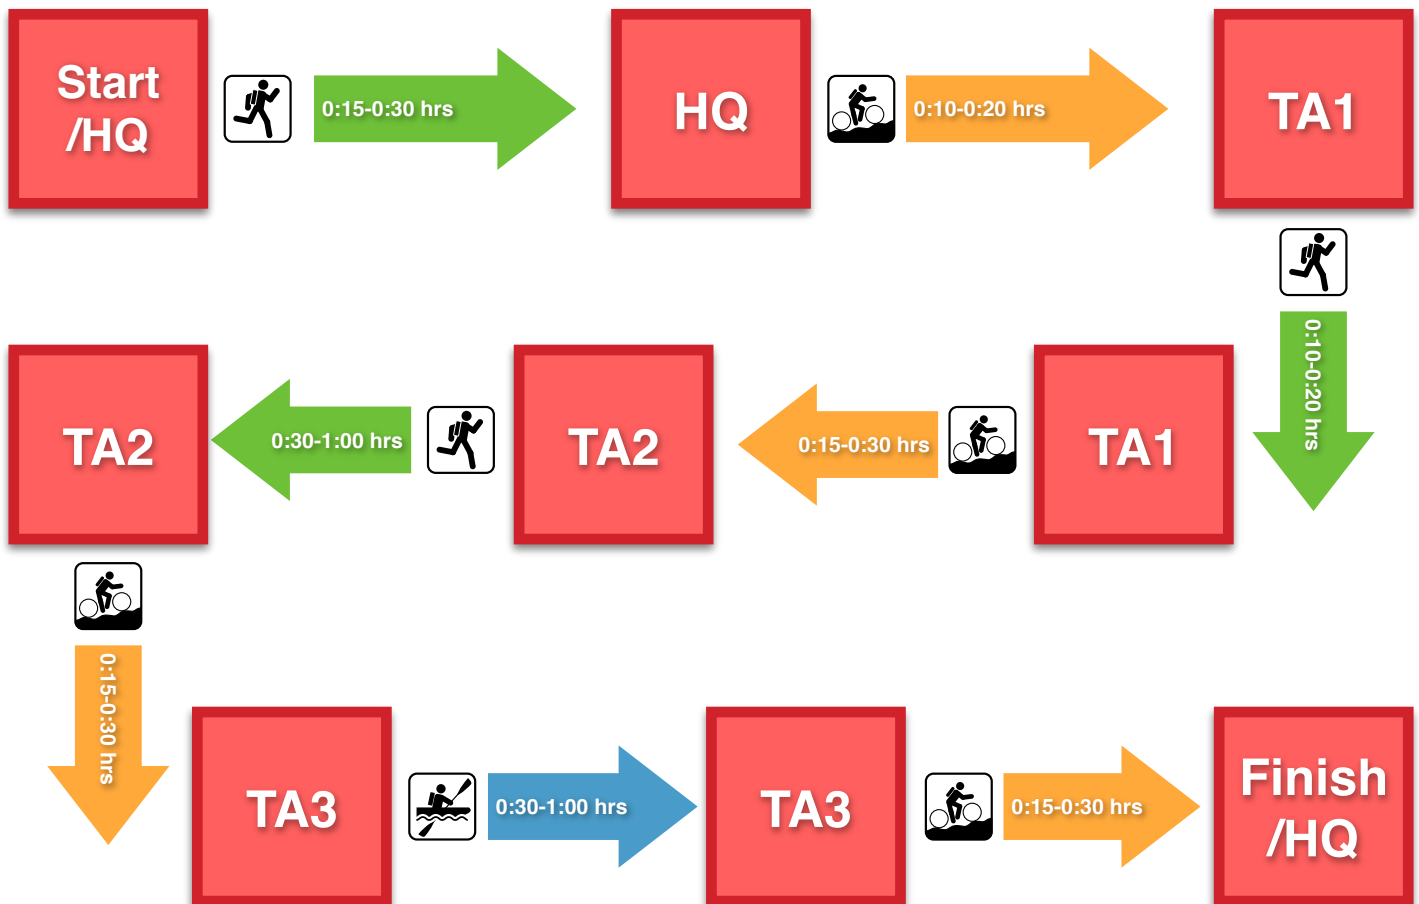 Start
/HQ
0:15-0:30 hrs
HQ
0:10-0:20 hrs
TA1
0:10-0:20 hrs
TA1
0:15-0:30 hrs
TA2
0:30-1:00 hrs
TA2
0:15-0:30 hrs
TA3
0:30-1:00 hrs
TA3
0:15-0:30 hrs
Finish
/HQ